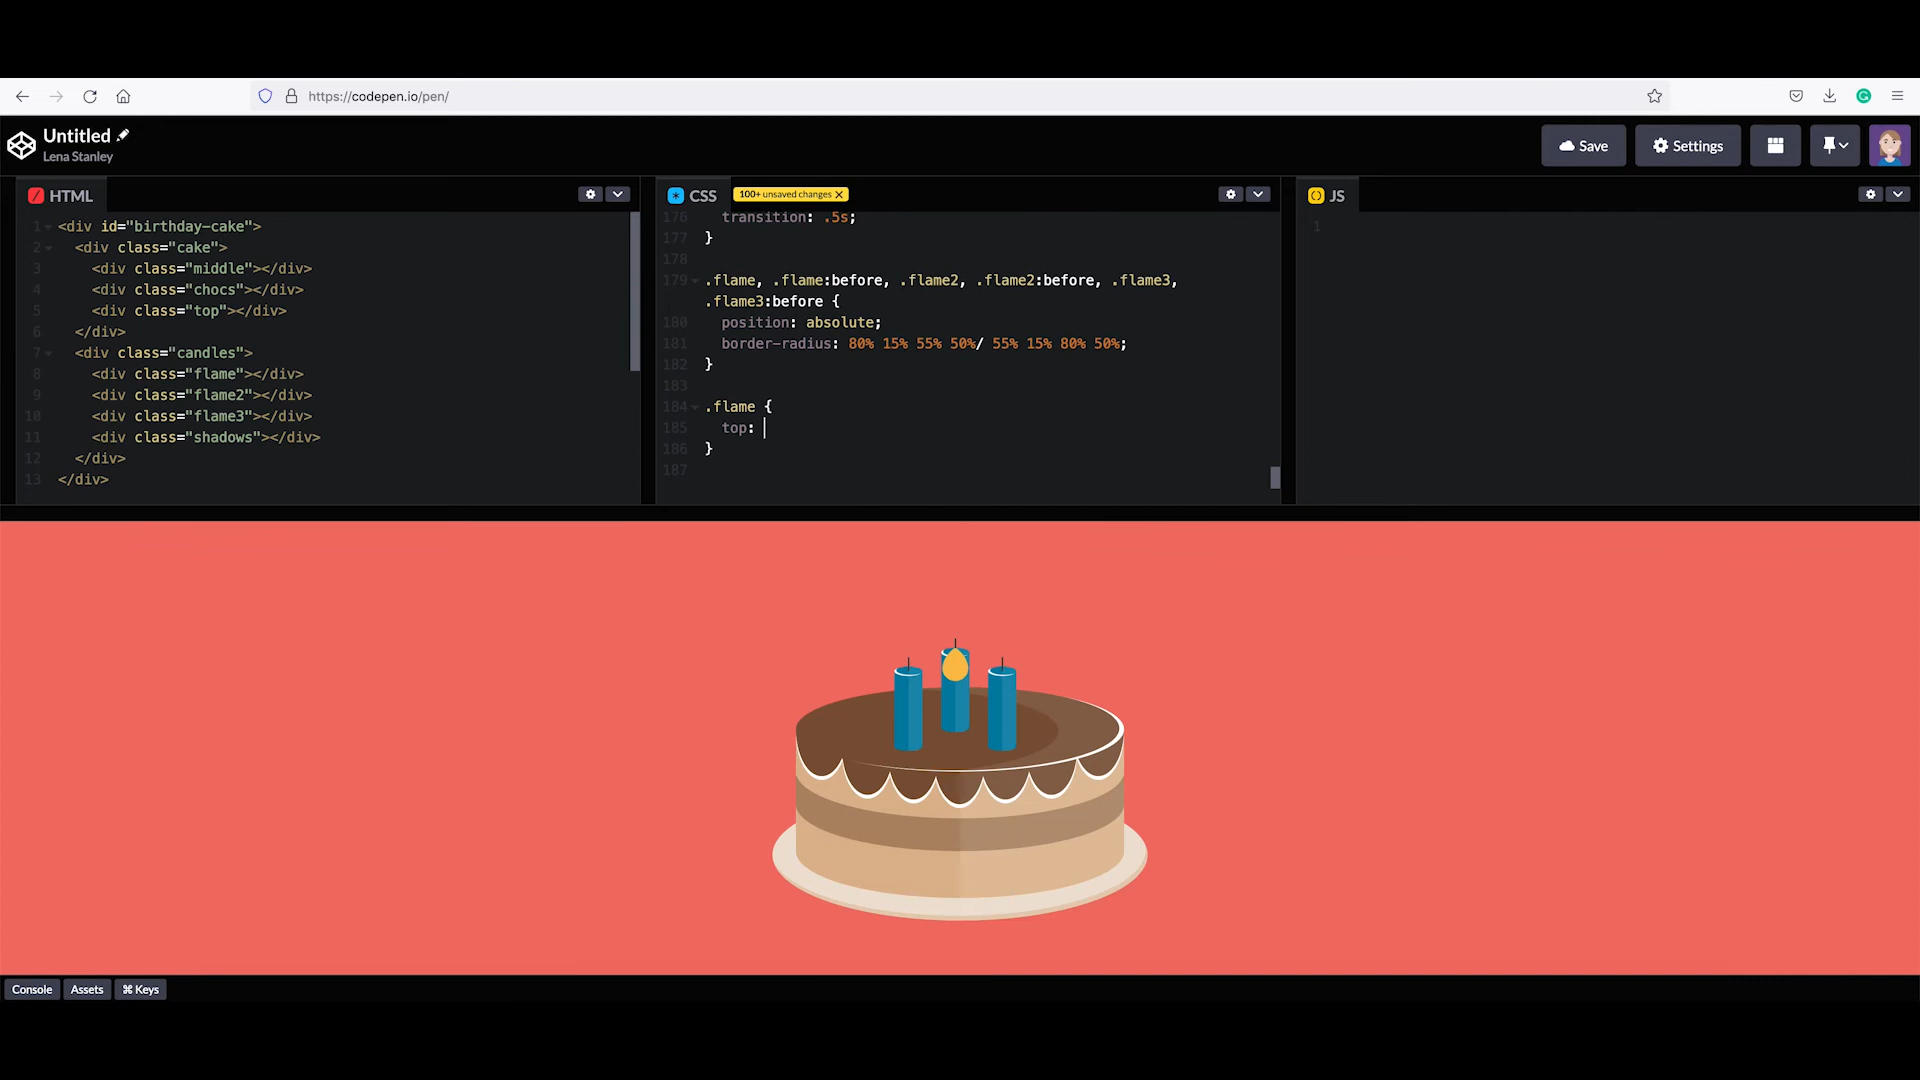 https://codepen.io/pen/
Untitled
Lena Stanley
Save
Settings
HTML
1 <div id="birthday-cake">
2 <div class="cake">
3 <div class="middle"></div>
4 <div class="chocs"></div>
5 <div class="top"></div>
6 </div>
7 <div class="candles">
8 <div class="flame"></div>
9 <div class="flame2"></div>
10 <div class="flame3"></div>
11 <div class="shadows"></div>
12 </div>
13 </div>
CSS
100+ unsaved changes X
176 transition: .5s;
177 }
178
179 .flame, .flame:before, .flame2, .flame2:before, .flame3,
.flame3:before {
180 position: absolute;
181 border-radius: 80% 15% 55% 50%/ 55% 15% 80% 50%;
182 }
183
184 .flame {
185 top:
186 }
187
JS
1
Console
Assets
⌘ Keys